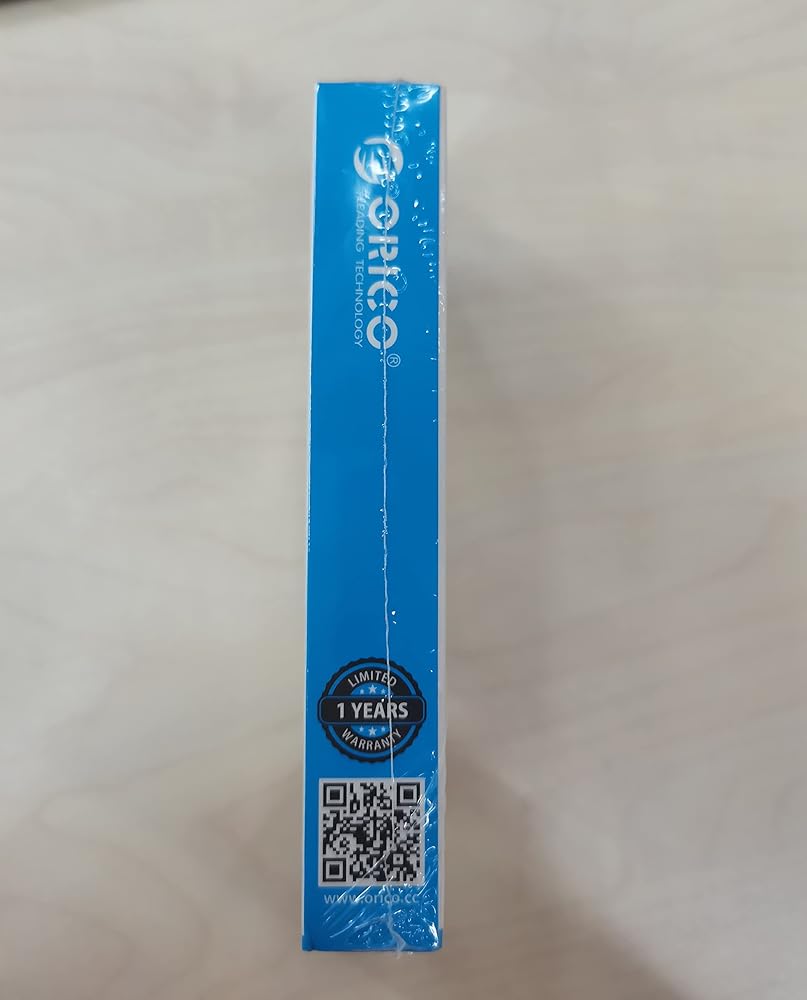 ORICO®
LEADING TECHNOLOGY
LIMITED
1 YEARS
WARRANTY
www.orico.cc